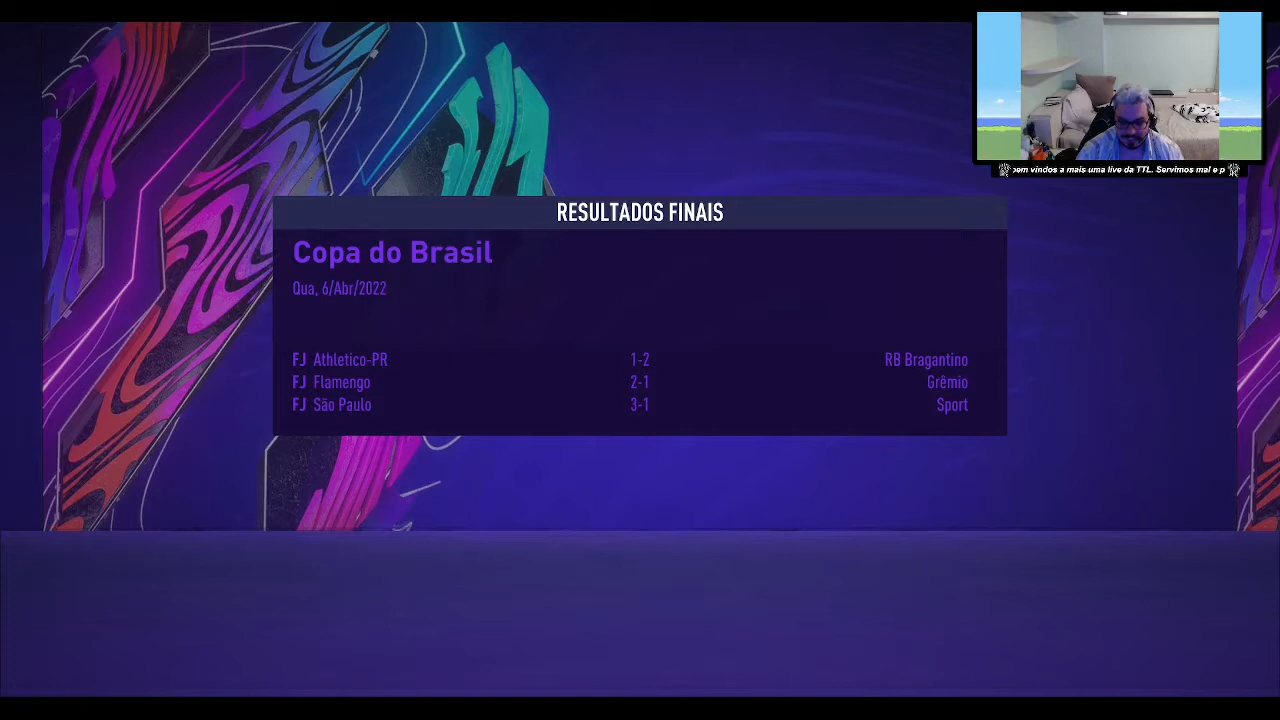 em vindos a mais uma live da TTL. Servimos mal e p
RESULTADOS FINAIS
Copa do Brasil
Qua, 6/Abr/2022
FJ Athletico-PR 1-2 RB Bragantino
FJ Flamengo 2-1 Grêmio
FJ São Paulo 3-1 Sport